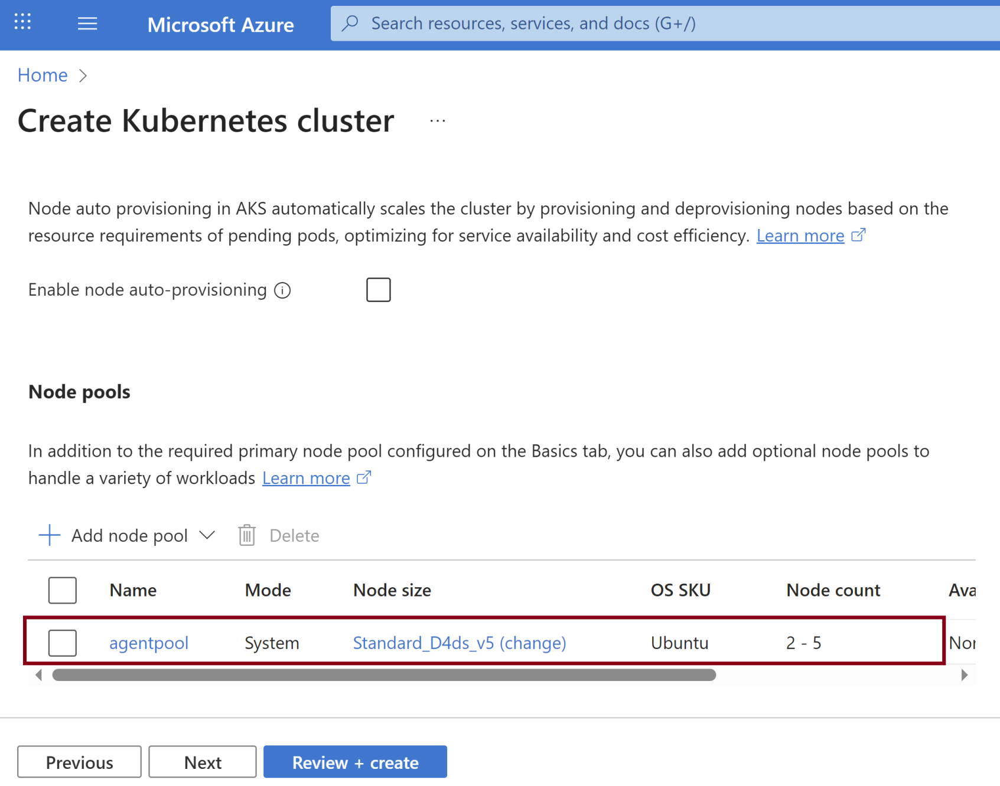 Microsoft Azure
Search resources, services, and docs (G+/)
Home
Create Kubernetes cluster
...
Node auto provisioning in AKS automatically scales the cluster by provisioning and deprovisioning nodes based on the
resource requirements of pending pods, optimizing for service availability and cost efficiency. Learn more
Enable node auto-provisioning
Node pools
In addition to the required primary node pool configured on the Basics tab, you can also add optional node pools to
handle a variety of workloads Learn more
Add node pool Delete
Name Mode Node size OS SKU Node count Ava
agentpool System Standard_D4ds_v5 (change) Ubuntu 2 - 5 Nor
Previous Next Review + create